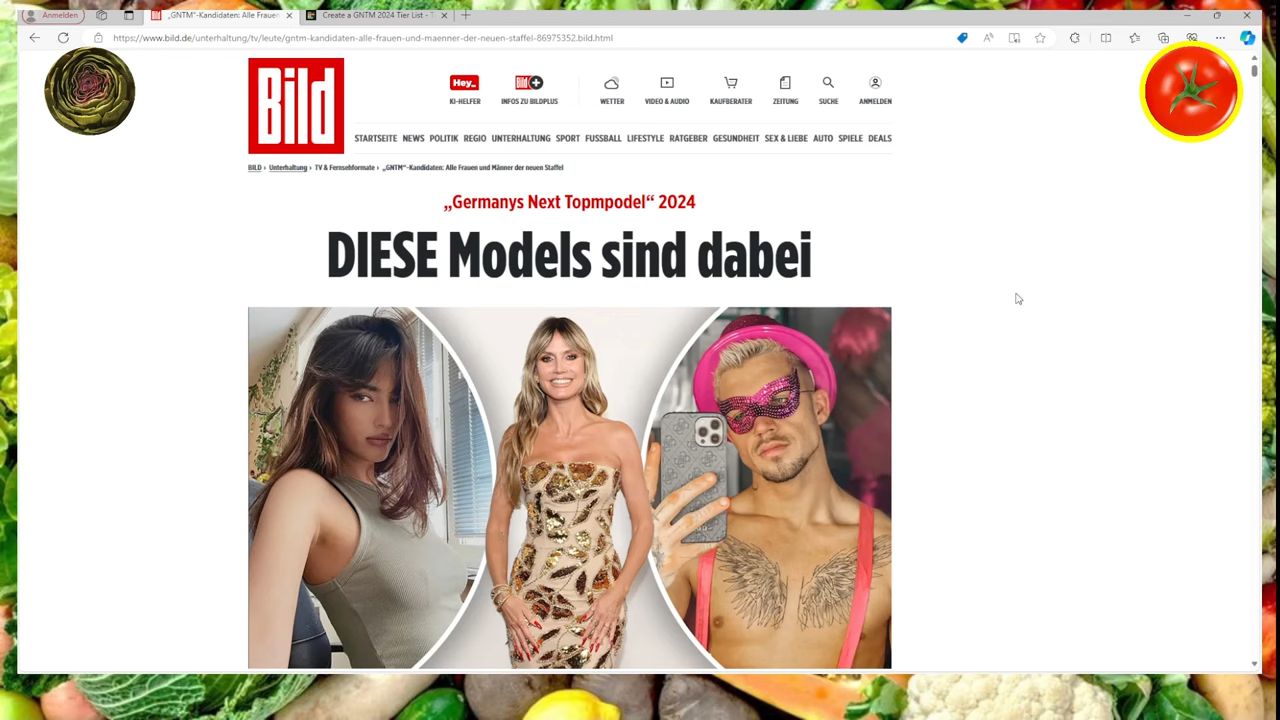 Anmelden
„GNTM“-Kandidaten: Alle Frauen
Create a GNTM 2024 Tier List - T
https://www.bild.de/unterhaltung/tv/leute/gntm-kandidaten-alle-frauen-und-maenner-der-neuen-staffel-86975352.bild.html
Bild
Hey_
Bild
KI-HELFER
INFOS ZU BILDPLUS
WETTER
VIDEO & AUDIO
KAUFBERATER
ZEITUNG
SUCHE
ANMELDEN
STARTSEITE NEWS POLITIK REGIO UNTERHALTUNG SPORT FUSSBALL LIFESTYLE RATGEBER GESUNDHEIT SEX & LIEBE AUTO SPIELE DEALS
BILD › Unterhaltung › TV & Fernsehformate › „GNTM“-Kandidaten: Alle Frauen und Männer der neuen Staffel
„Germanys Next Topmpodel“ 2024
DIESE Models sind dabei